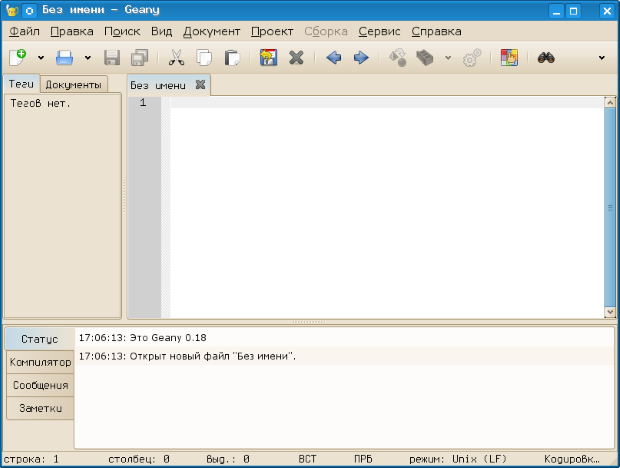 Без имени – Geany
Файл Правка Поиск Вид Документ Проект Сборка Сервис Справка
Теги Документы
Тегов нет.
Без имени
1
Статус
Компилятор
Сообщения
Заметки
17:06:13: Это Geany 0.18
17:06:13: Открыт новый файл "Без имени".
строка: 1 столбец: 0 выд.: 0 ВСТ ПРБ режим: Unix (LF) Кодировк...